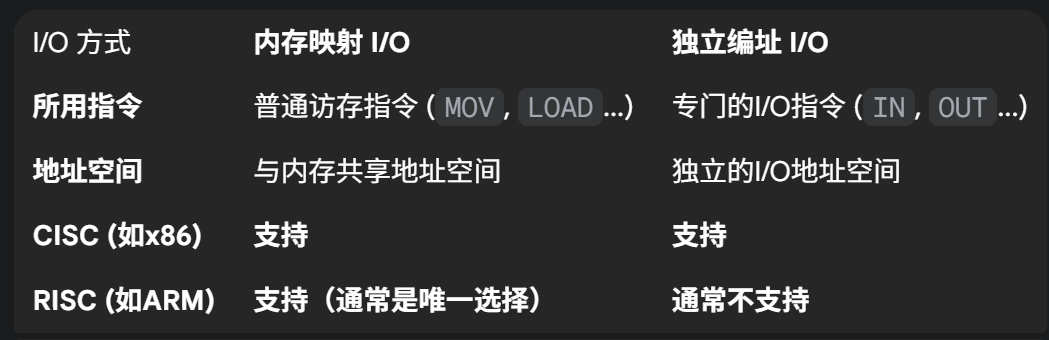 I/O 方式 内存映射 I/O 独立编址 I/O
所用指令 普通访存指令 (MOV, LOAD...) 专门的I/O指令 (IN, OUT...)
地址空间 与内存共享地址空间 独立的I/O地址空间
CISC (如x86) 支持 支持
RISC (如ARM) 支持（通常是唯一选择） 通常不支持